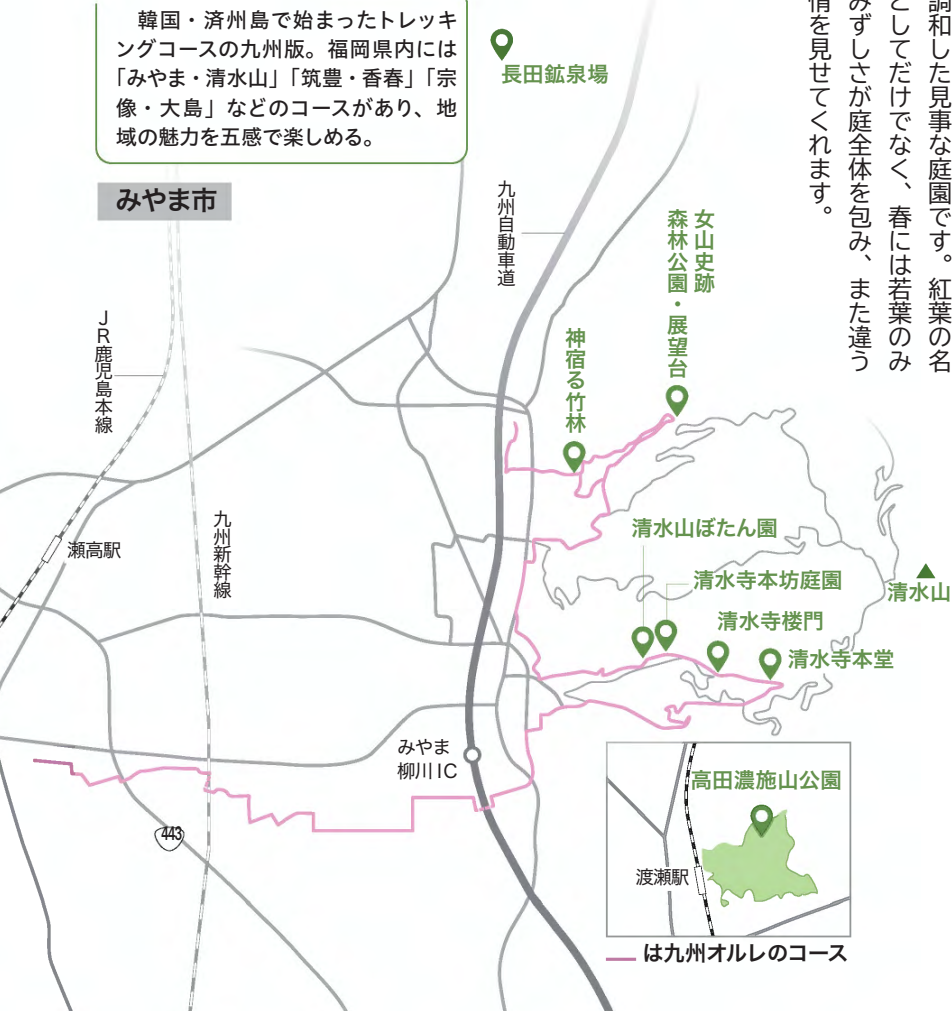 調和した見事な庭園です。紅葉の名
としてだけでなく、春には若葉のみ
みずしさが庭全体を包み、また違う
情を見せてくれます。
韓国・済州島で始まったトレッキ
ングコースの九州版。福岡県内には
「みやま・清水山」「筑豊・香春」「宗
像・大島」などのコースがあり、地
域の魅力を五感で楽しめる。
長田鉱泉場
みやま市
九州自動車道
女山史跡
森林公園・展望台
神宿る竹林
JR鹿児島本線
瀬高駅
九州新幹線
清水山ぼたん園
清水寺本坊庭園
清水山
清水寺楼門
清水寺本堂
みやま
柳川IC
443
高田濃施山公園
渡瀬駅
は九州オルレのコース